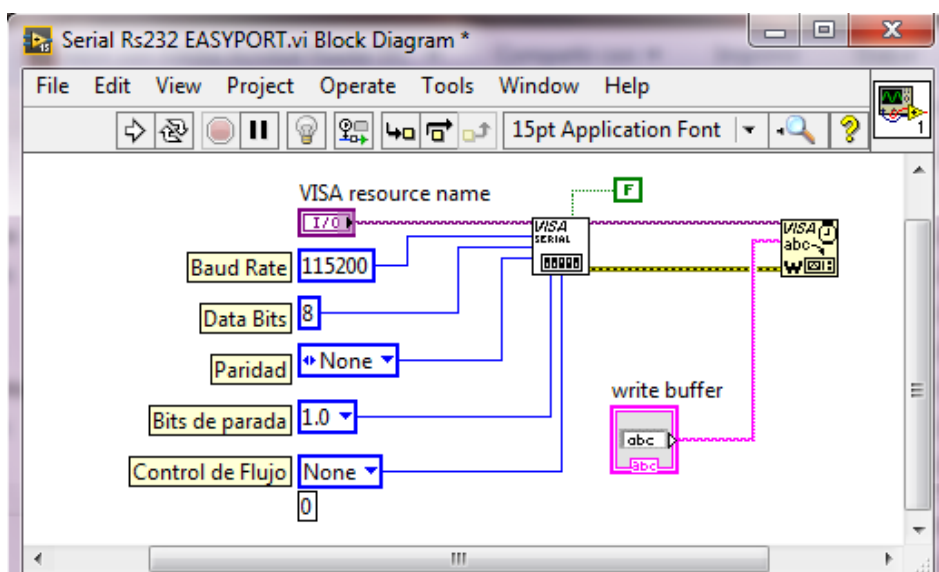 Serial Rs232 EASYPORT.vi Block Diagram *
File Edit View Project Operate Tools Window Help
15pt Application Font
1
VISA resource name
I/O
F
VISA
SERIAL
VISA
abc
W
Baud Rate 115200
Data Bits 8
Paridad None
write buffer
abc
abc
Bits de parada 1.0
Control de Flujo None
0